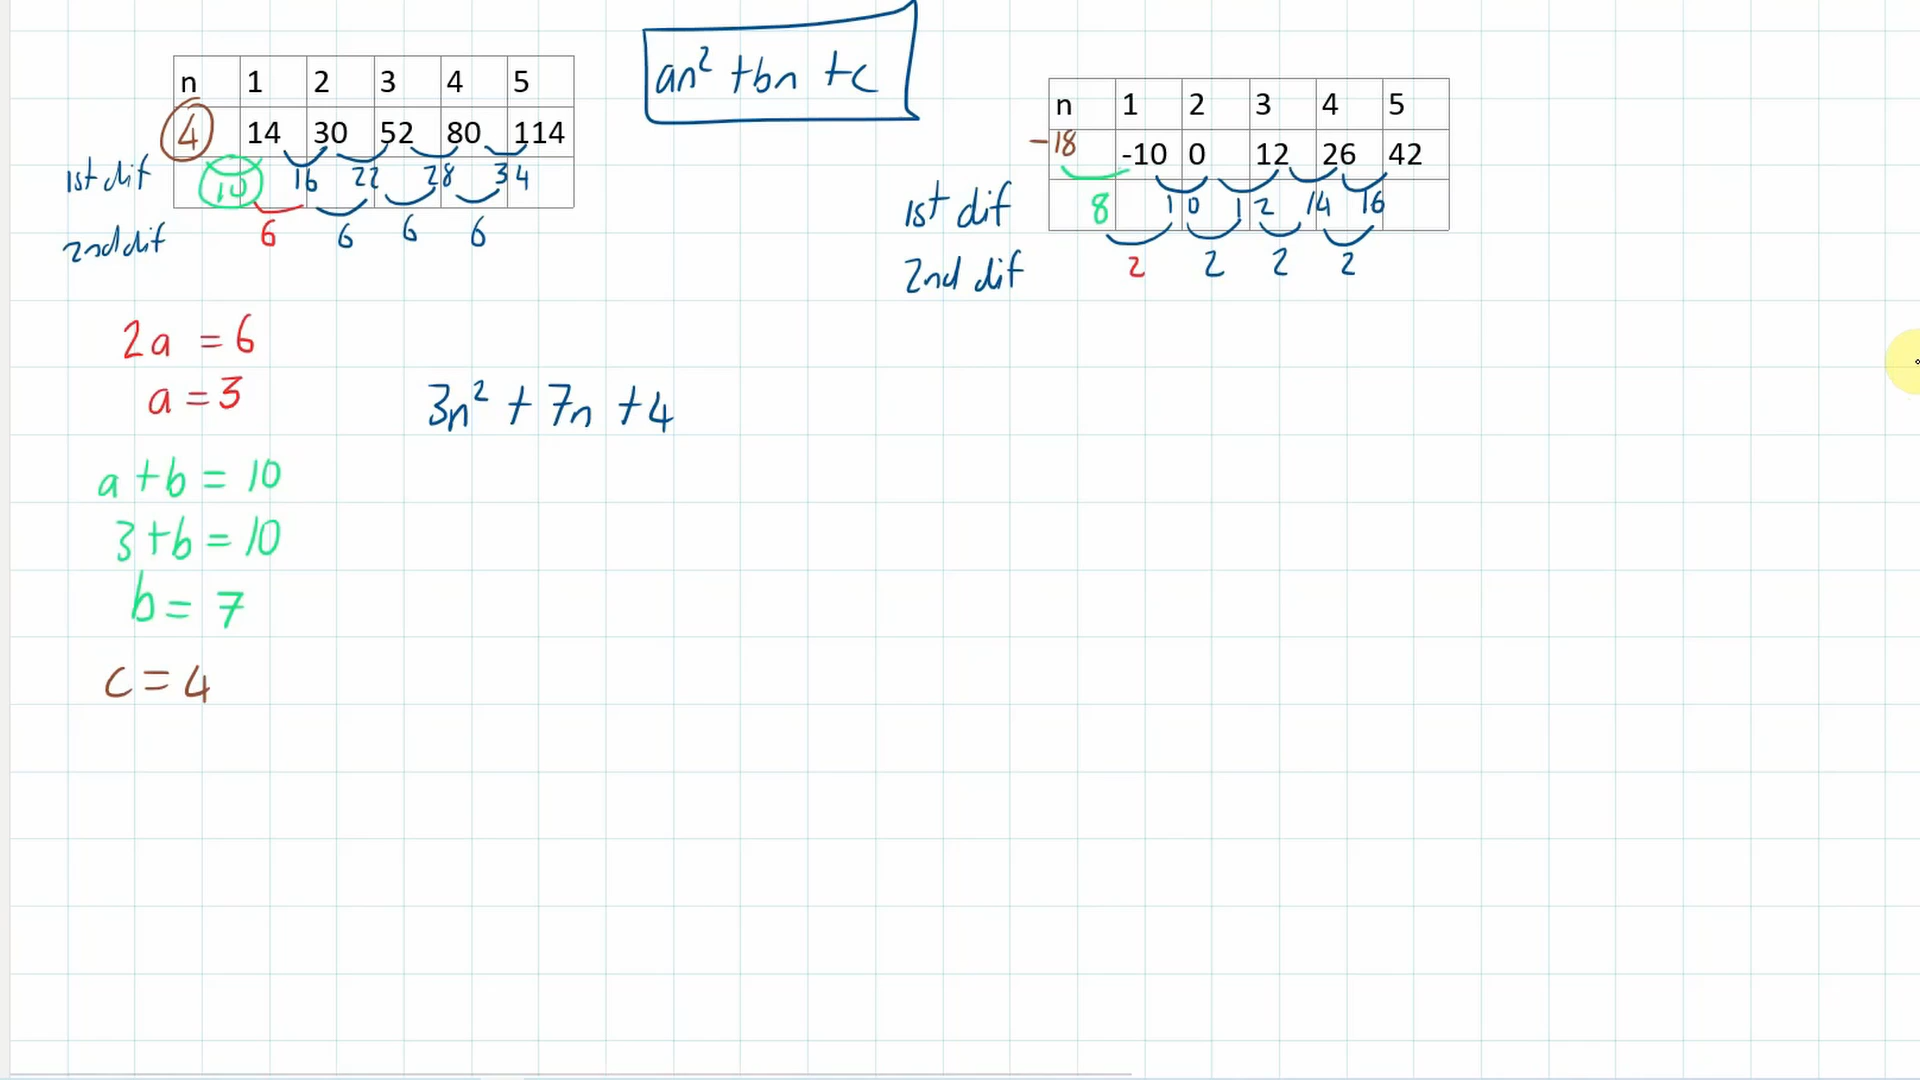 n 1 2 3 4 5
4 14 30 52 80 114
1st dif 10 16 22 28 34
2nd dif 6 6 6 6
2a = 6
a = 3
a + b = 10
3 + b = 10
b = 7
c = 4
an² + bn + c
3n² + 7n + 4
n 1 2 3 4 5
-18 -10 0 12 26 42
1st dif 8 10 12 14 16
2nd dif 2 2 2 2